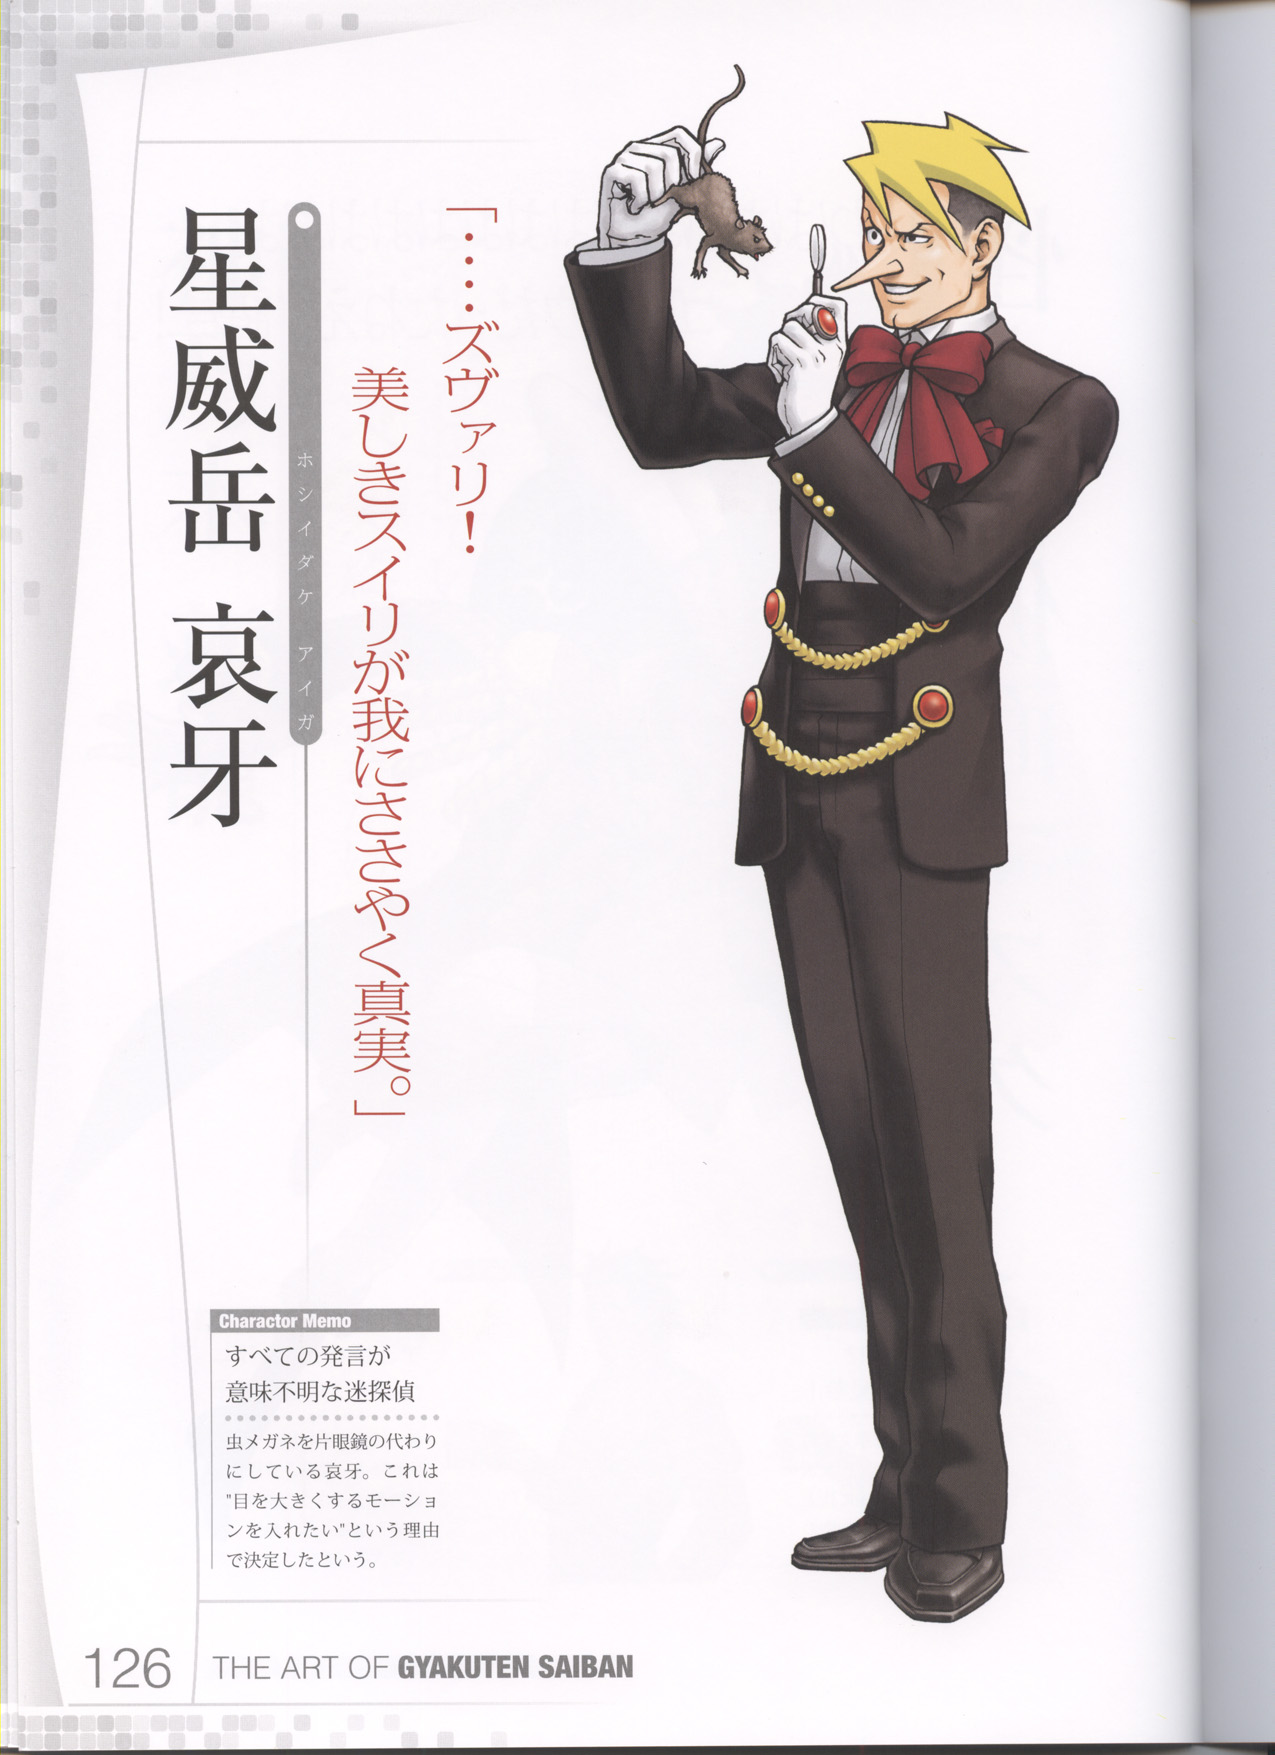 「‥‥ズヴァリ！
美しきスイリが我にささやく真実。」
ホシイダケ アイガ
星威岳 哀牙
Charactor Memo
すべての発言が
意味不明な迷探偵
虫メガネを片眼鏡の代わり
にしている哀牙。これは
"目を大きくするモーショ
ンを入れたい"という理由
で決定したという。
126 THE ART OF GYAKUTEN SAIBAN